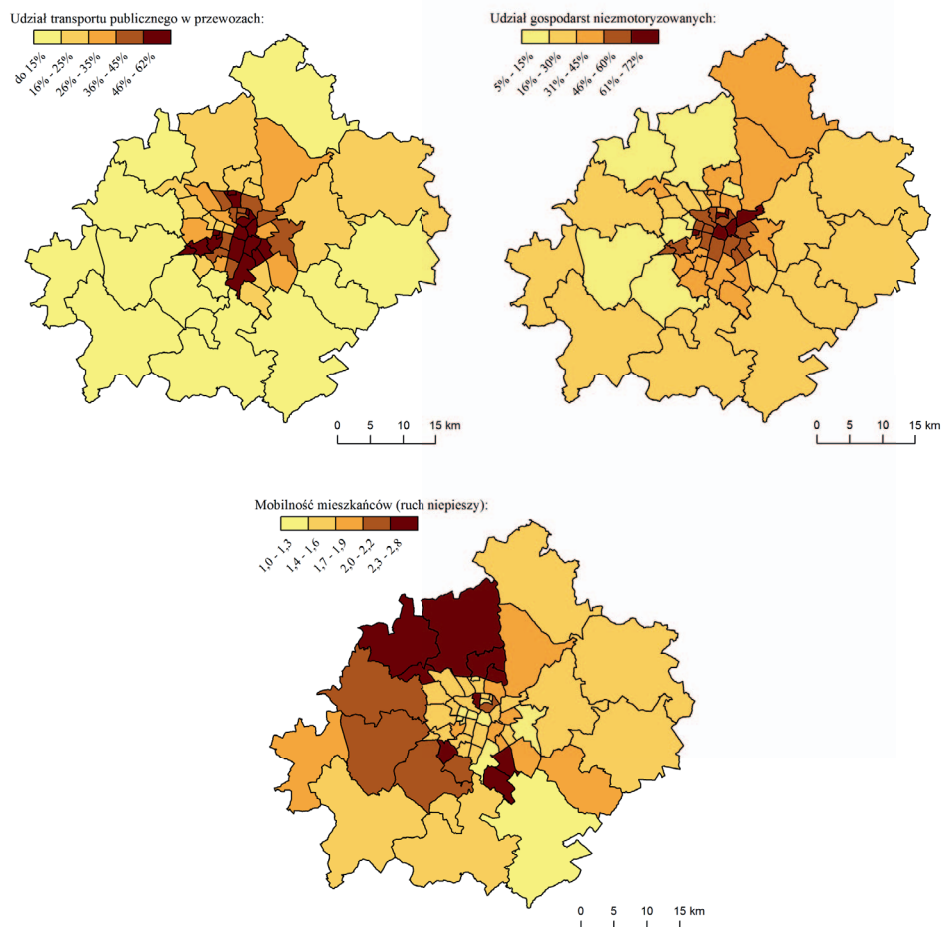 Udział transportu publicznego w przewozach:
do 15%
16% - 25%
26% - 35%
36% - 45%
46% - 62%
0 5 10 15 km
Udział gospodarst niezmotoryzowanych:
5% - 15%
16% - 30%
31% - 45%
46% - 60%
61% - 72%
0 5 10 15 km
Mobilność mieszkańców (ruch niepieszy):
1,0 - 1,3
1,4 - 1,6
1,7 - 1,9
2,0 - 2,2
2,3 - 2,8
0 5 10 15 km